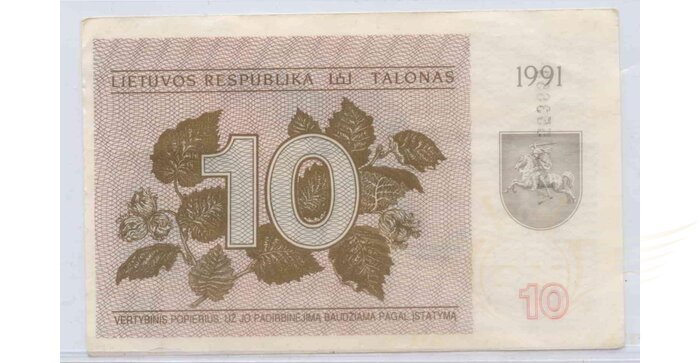 LIETUVOS RESPUBLIKA TALONAS
1991
10
10
VERTYBINIS POPIERIUS, UŽ JO PADIRBINĖJIMĄ BAUDŽIAMA PAGAL ĮSTATYMĄ